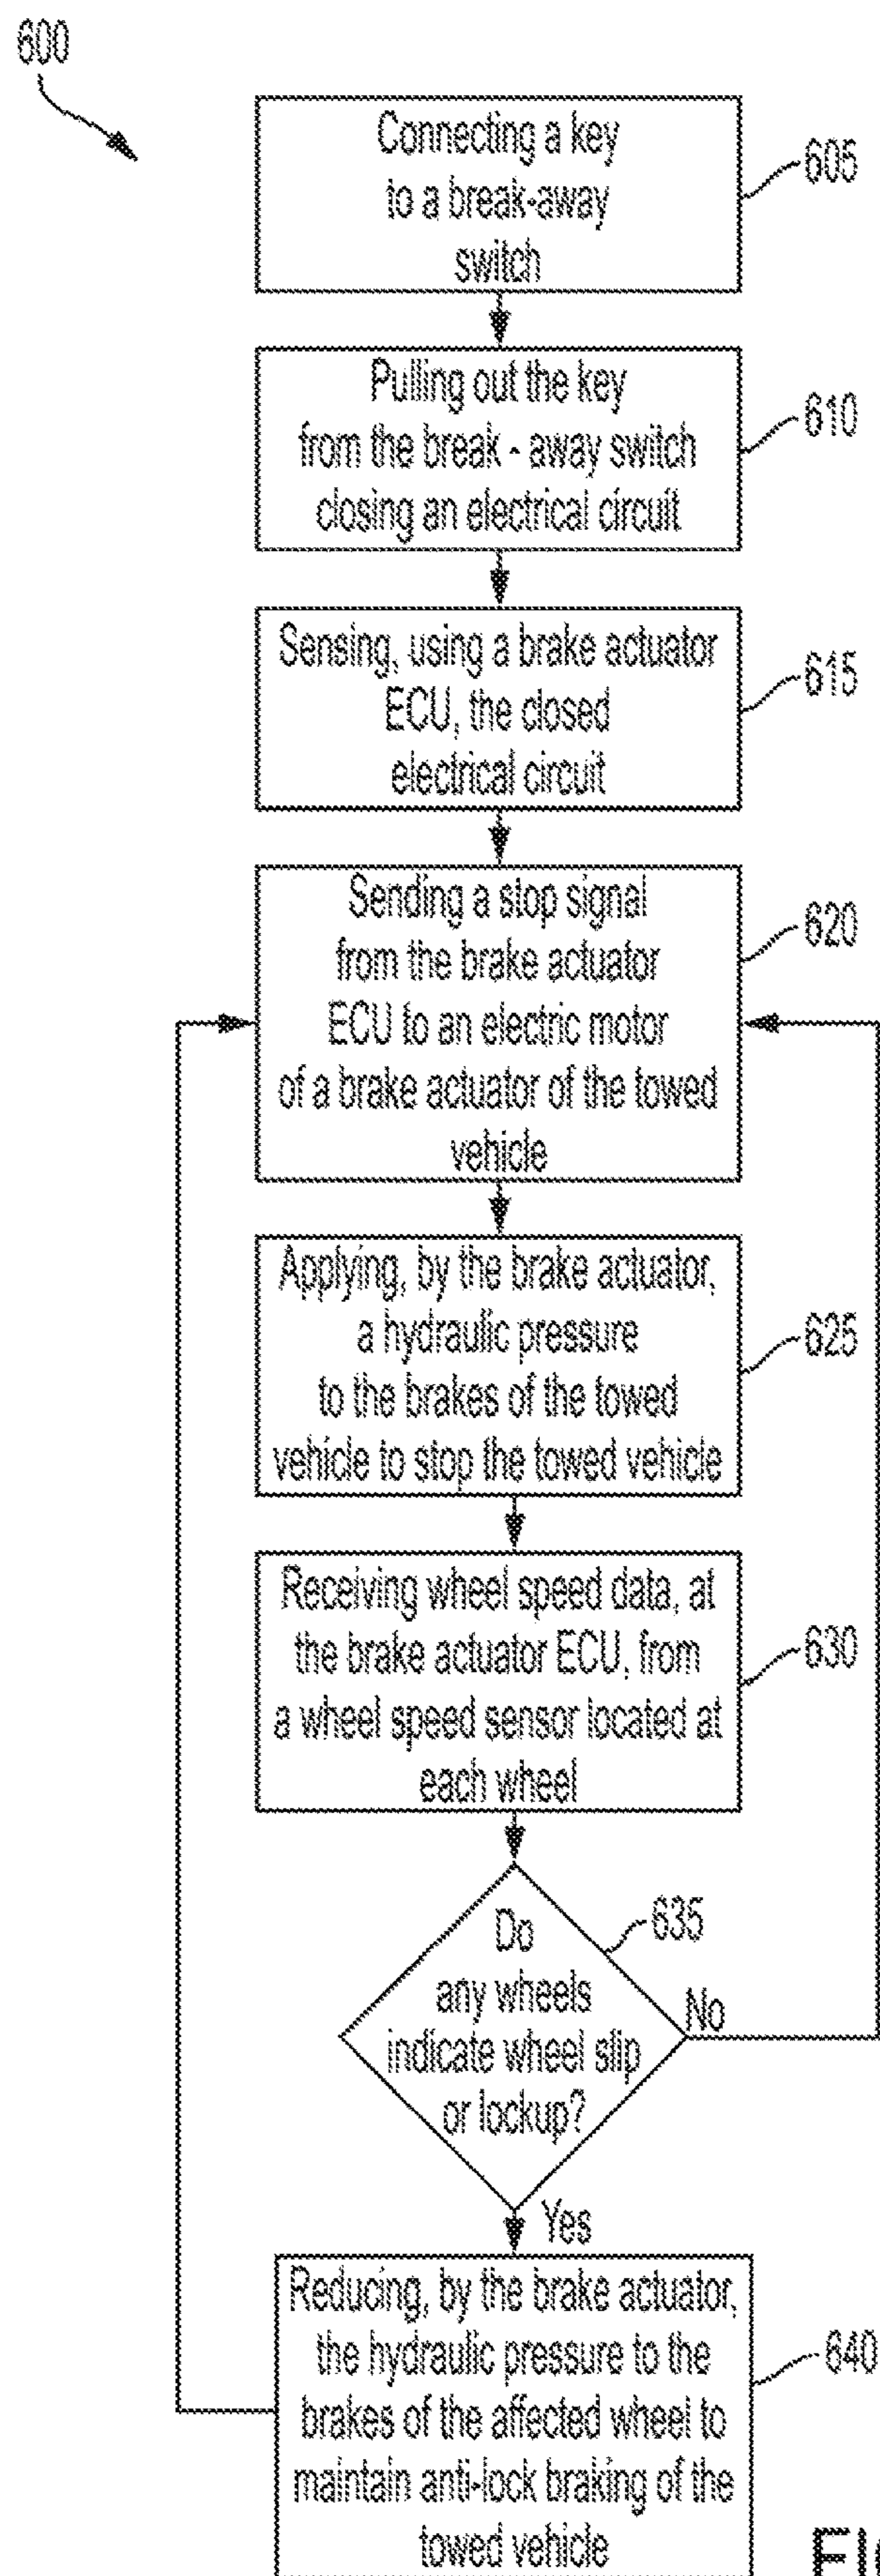 600
Connecting a key
to a break-away
switch
605
Pulling out the key
from the break - away switch
closing an electrical circuit
610
Sensing, using a brake actuator
ECU, the closed
electrical circuit
615
Sending a stop signal
from the brake actuator
ECU to an electric motor
of a brake actuator of the towed
vehicle
620
Applying, by the brake actuator,
a hydraulic pressure
to the brakes of the towed
vehicle to stop the towed vehicle
625
Receiving wheel speed data, at
the brake actuator ECU, from
a wheel speed sensor located at
each wheel
630
Do
any wheels
indicate wheel slip
or lockup?
635
No
Yes
Reducing, by the brake actuator,
the hydraulic pressure to the
brakes of the affected wheel to
maintain anti-lock braking of the
towed vehicle
640